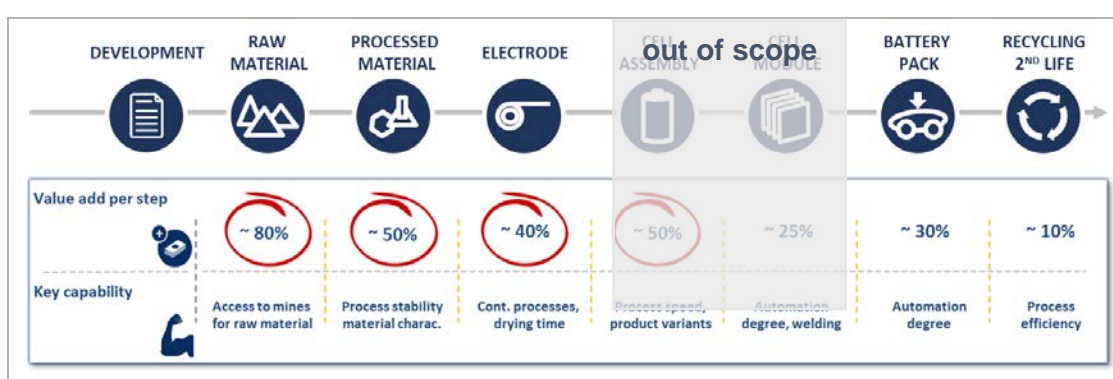 DEVELOPMENT
RAW
MATERIAL
PROCESSED
MATERIAL
ELECTRODE
CELL
ASSEMBLY
out of scope
CELL
MODULE
BATTERY
PACK
RECYCLING
2ND LIFE
Value add per step
~ 80%
~ 50%
~ 40%
~ 50%
~ 25%
~ 30%
~ 10%
Key capability
Access to mines
for raw material
Process stability
material charac.
Cont. processes,
drying time
Process speed,
product variants
Automation
degree, welding
Automation
degree
Process
efficiency